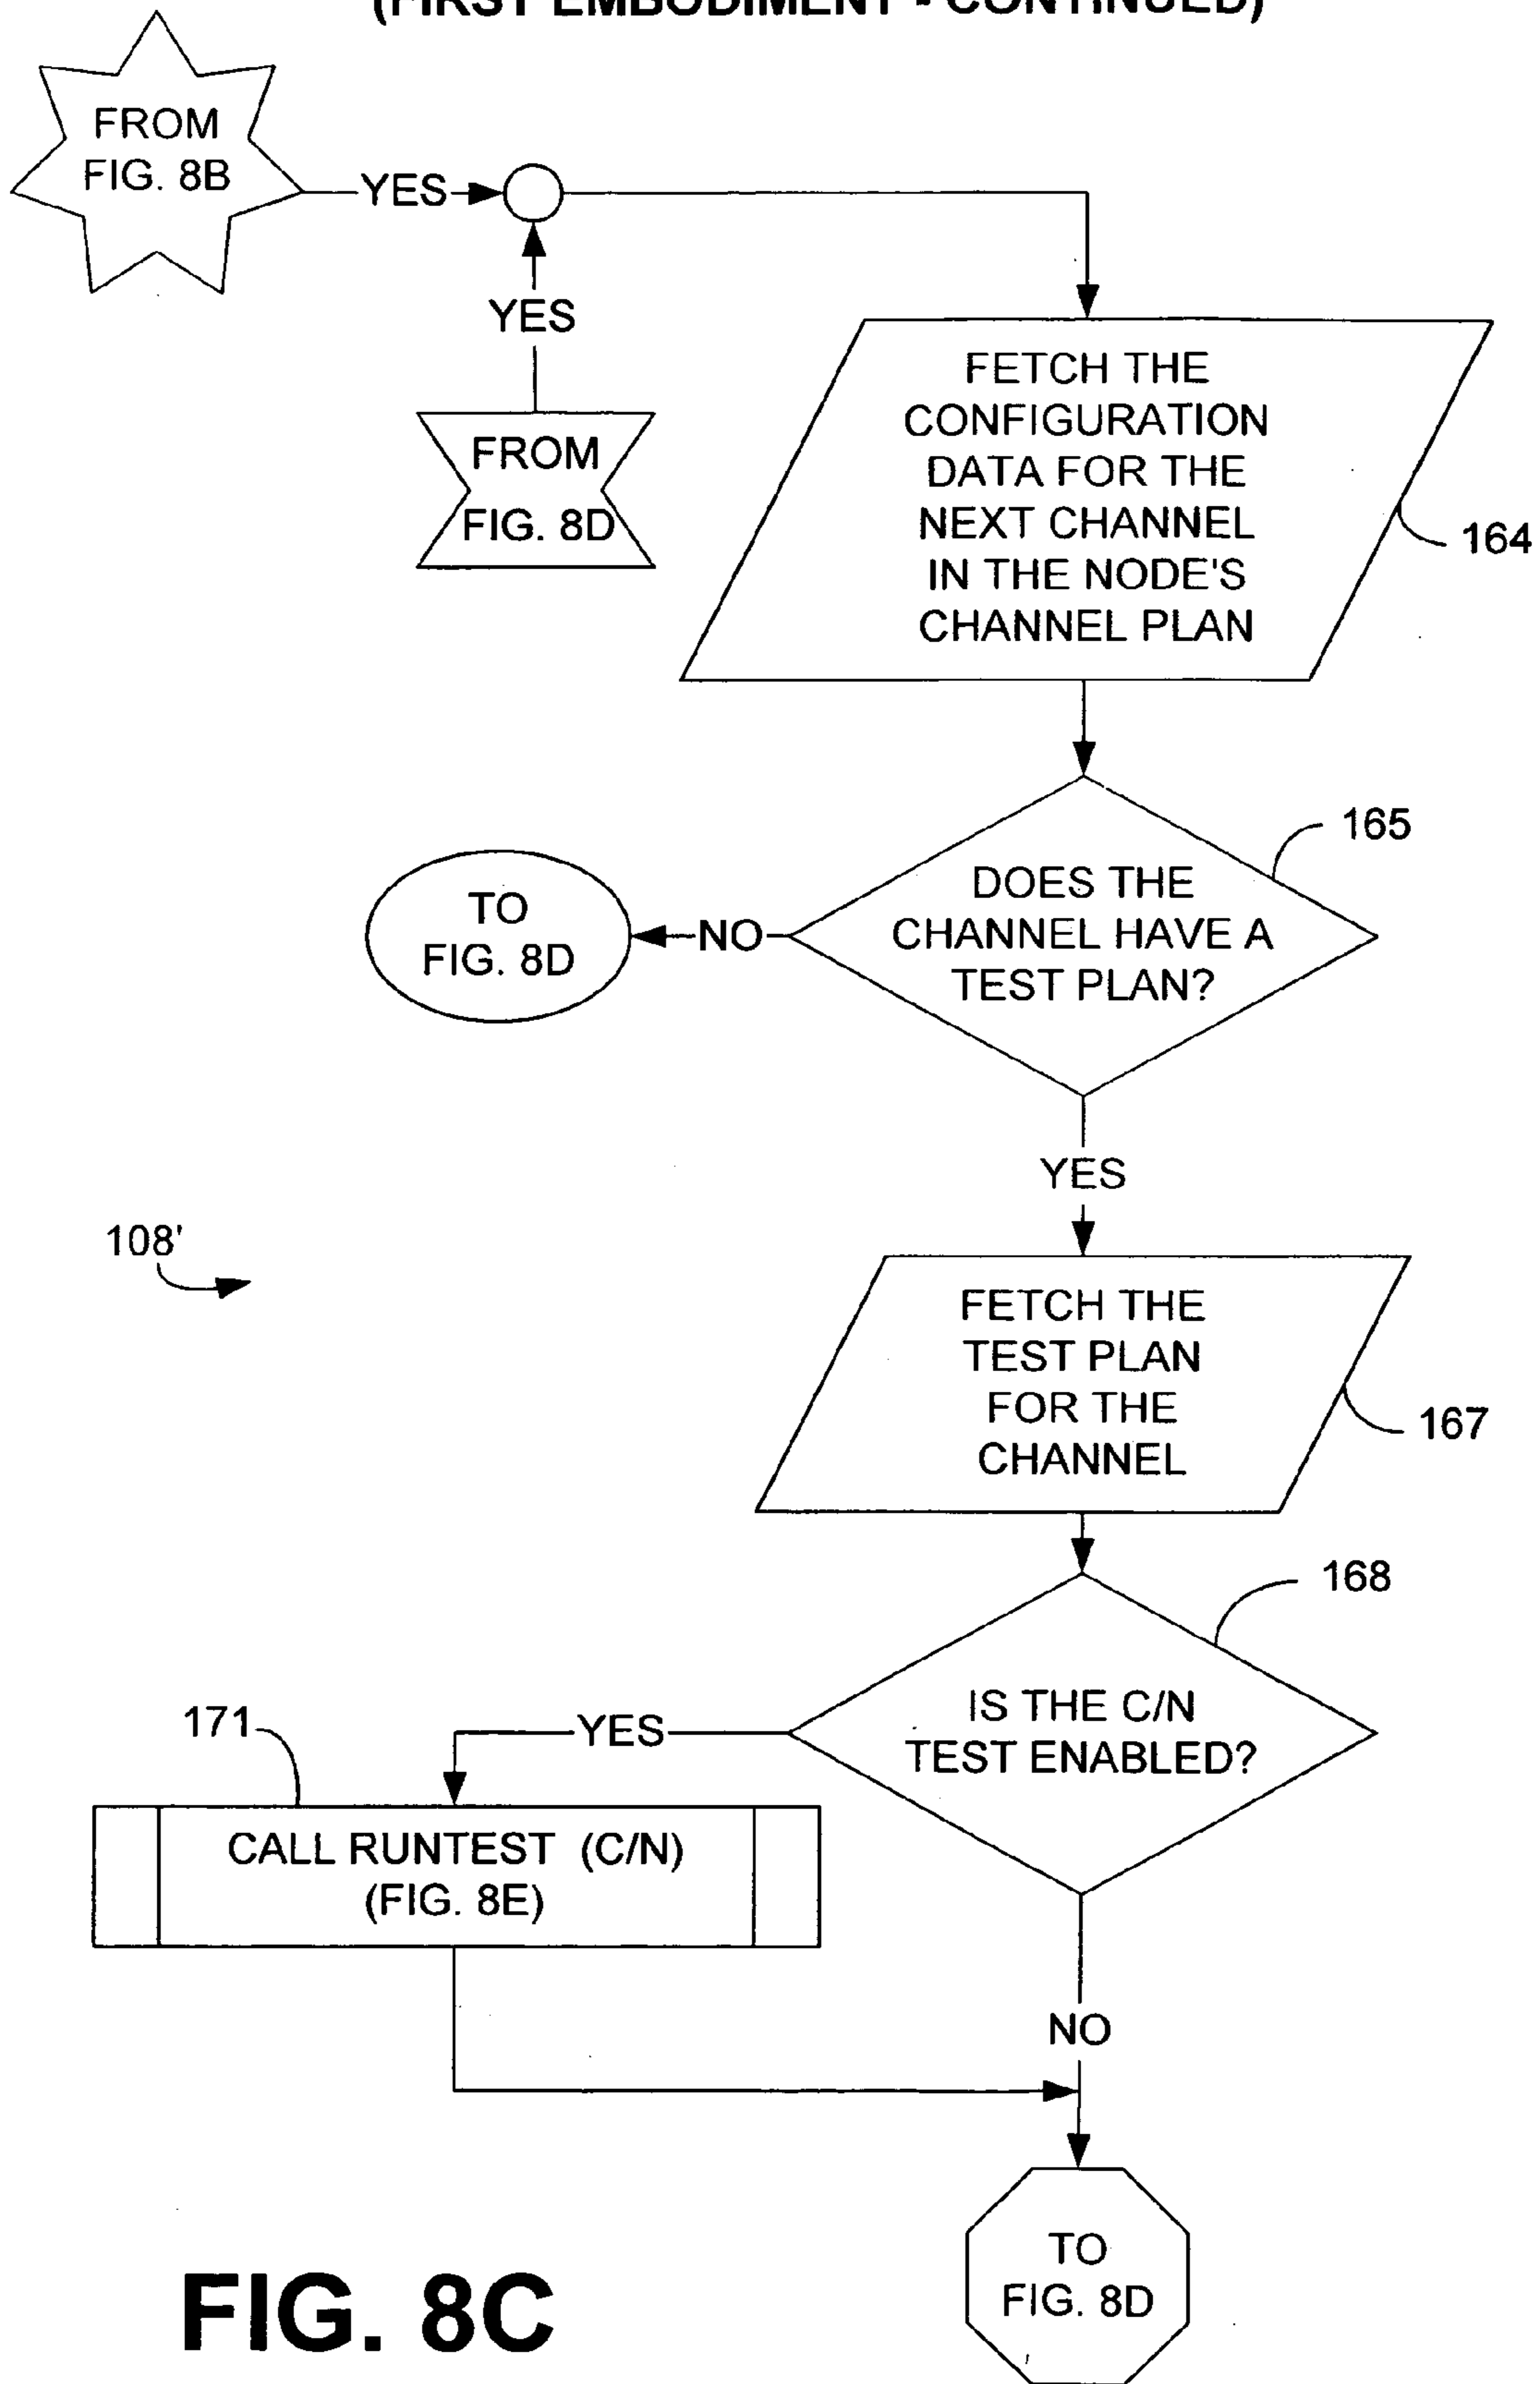 (FIRST EMBODIMENT - CONTINUED)
FROM
FIG. 8B
YES
YES
FROM
FIG. 8D
FETCH THE
CONFIGURATION
DATA FOR THE
NEXT CHANNEL
IN THE NODE'S
CHANNEL PLAN
164
165
DOES THE
CHANNEL HAVE A
TEST PLAN?
NO
TO
FIG. 8D
YES
108'
FETCH THE
TEST PLAN
FOR THE
CHANNEL
167
168
IS THE C/N
TEST ENABLED?
YES
171
CALL RUNTEST (C/N)
(FIG. 8E)
NO
TO
FIG. 8D
FIG. 8C